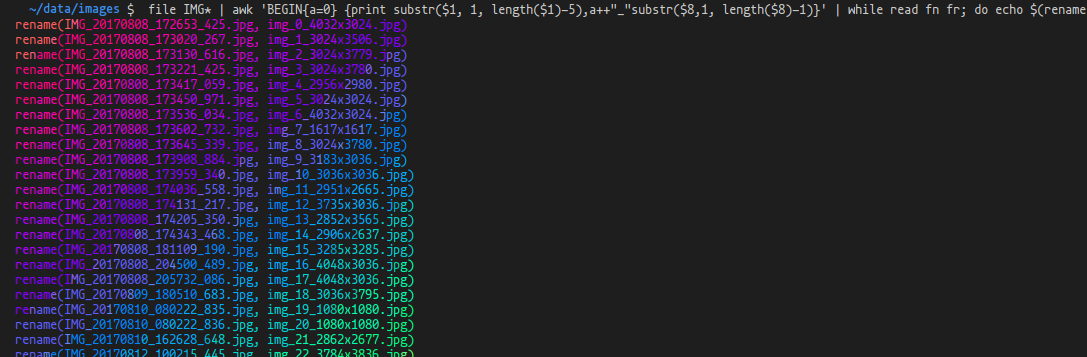 ~/data/images $  file IMG* | awk 'BEGIN{a=0} {print substr($1, 1, length($1)-5),a++"_"substr($8,1, length($8)-1)}' | while read fn fr; do echo $(rename
rename(IMG_20170808_172653_425.jpg, img_0_4032x3024.jpg)
rename(IMG_20170808_173020_267.jpg, img_1_3024x3506.jpg)
rename(IMG_20170808_173130_616.jpg, img_2_3024x3779.jpg)
rename(IMG_20170808_173221_425.jpg, img_3_3024x3780.jpg)
rename(IMG_20170808_173417_059.jpg, img_4_2956x2980.jpg)
rename(IMG_20170808_173450_971.jpg, img_5_3024x3024.jpg)
rename(IMG_20170808_173536_034.jpg, img_6_4032x3024.jpg)
rename(IMG_20170808_173602_732.jpg, img_7_1617x1617.jpg)
rename(IMG_20170808_173645_339.jpg, img_8_3024x3780.jpg)
rename(IMG_20170808_173908_884.jpg, img_9_3183x3036.jpg)
rename(IMG_20170808_173959_340.jpg, img_10_3036x3036.jpg)
rename(IMG_20170808_174036_558.jpg, img_11_2951x2665.jpg)
rename(IMG_20170808_174131_217.jpg, img_12_3735x3036.jpg)
rename(IMG_20170808_174205_350.jpg, img_13_2852x3565.jpg)
rename(IMG_20170808_174343_468.jpg, img_14_2906x2637.jpg)
rename(IMG_20170808_181109_190.jpg, img_15_3285x3285.jpg)
rename(IMG_20170808_204500_489.jpg, img_16_4048x3036.jpg)
rename(IMG_20170808_205732_086.jpg, img_17_4048x3036.jpg)
rename(IMG_20170809_180510_683.jpg, img_18_3036x3795.jpg)
rename(IMG_20170810_080222_835.jpg, img_19_1080x1080.jpg)
rename(IMG_20170810_080222_836.jpg, img_20_1080x1080.jpg)
rename(IMG_20170810_162628_648.jpg, img_21_2862x2677.jpg)
rename(IMG_20170812_100215_445.jpg, img_22_3784x3836.jpg)